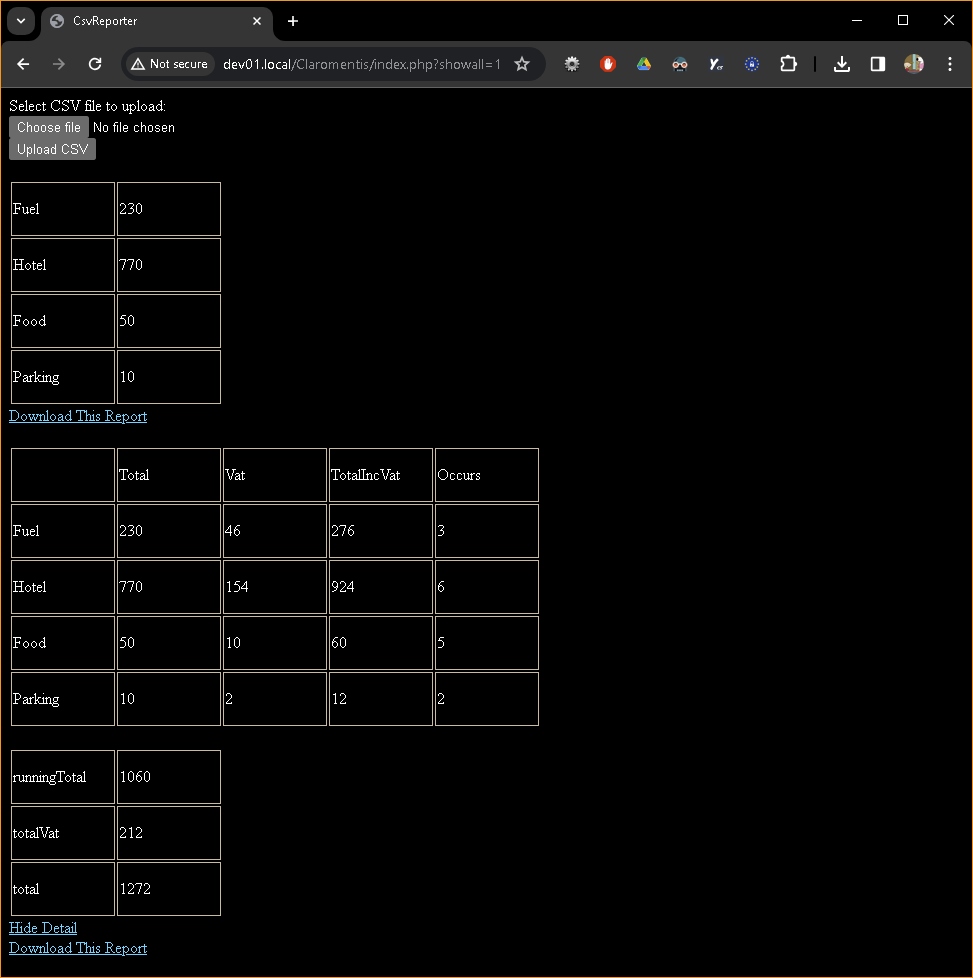 CsvReporter
Not secure dev01.local/Claromentis/index.php?showall=1
Select CSV file to upload:
Choose file No file chosen
Upload CSV
Fuel 230
Hotel 770
Food 50
Parking 10
Download This Report
Total Vat TotalIncVat Occurs
Fuel 230 46 276 3
Hotel 770 154 924 6
Food 50 10 60 5
Parking 10 2 12 2
runningTotal 1060
totalVat 212
total 1272
Hide Detail
Download This Report